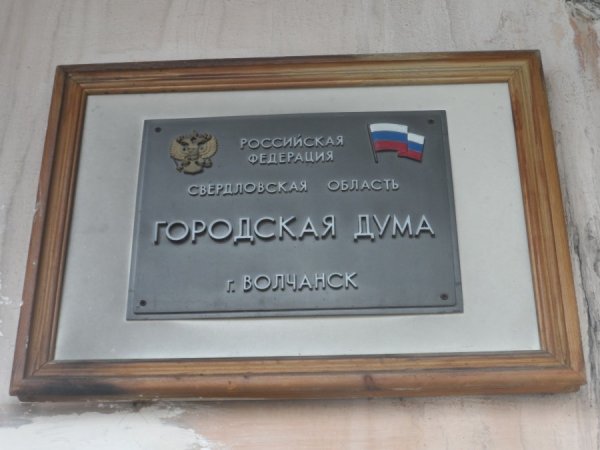 РОССИЙСКАЯ
ФЕДЕРАЦИЯ
СВЕРДЛОВСКАЯ ОБЛАСТЬ
ГОРОДСКАЯ ДУМА
г. ВОЛЧАНСК